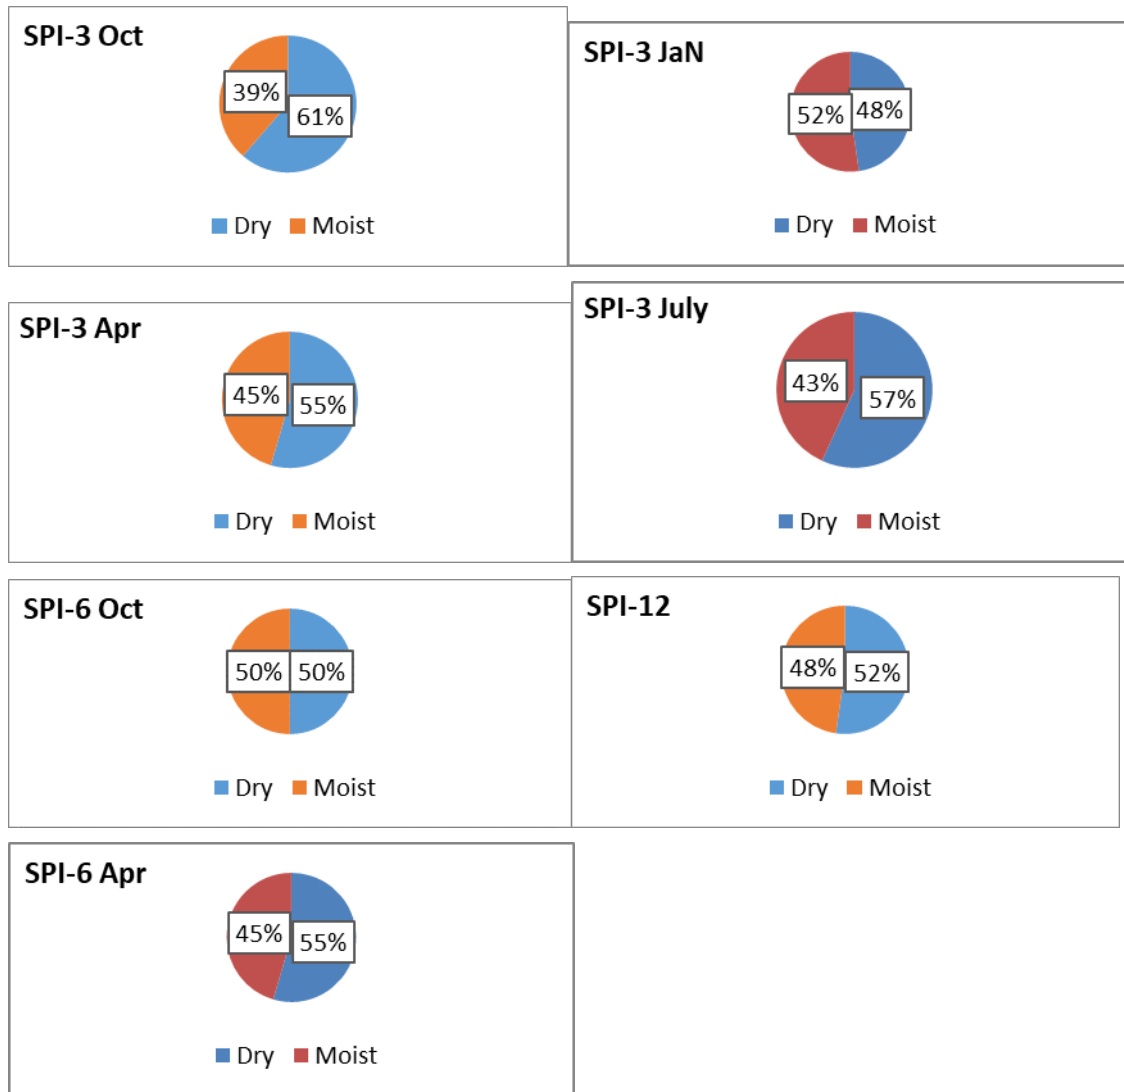 SPI-3 Oct
39%
61%
Dry Moist
SPI-3 JaN
52% 48%
Dry Moist
SPI-3 Apr
45% 55%
Dry Moist
SPI-3 July
43%
57%
Dry Moist
SPI-6 Oct
50% 50%
Dry Moist
SPI-12
48% 52%
Dry Moist
SPI-6 Apr
45% 55%
Dry Moist